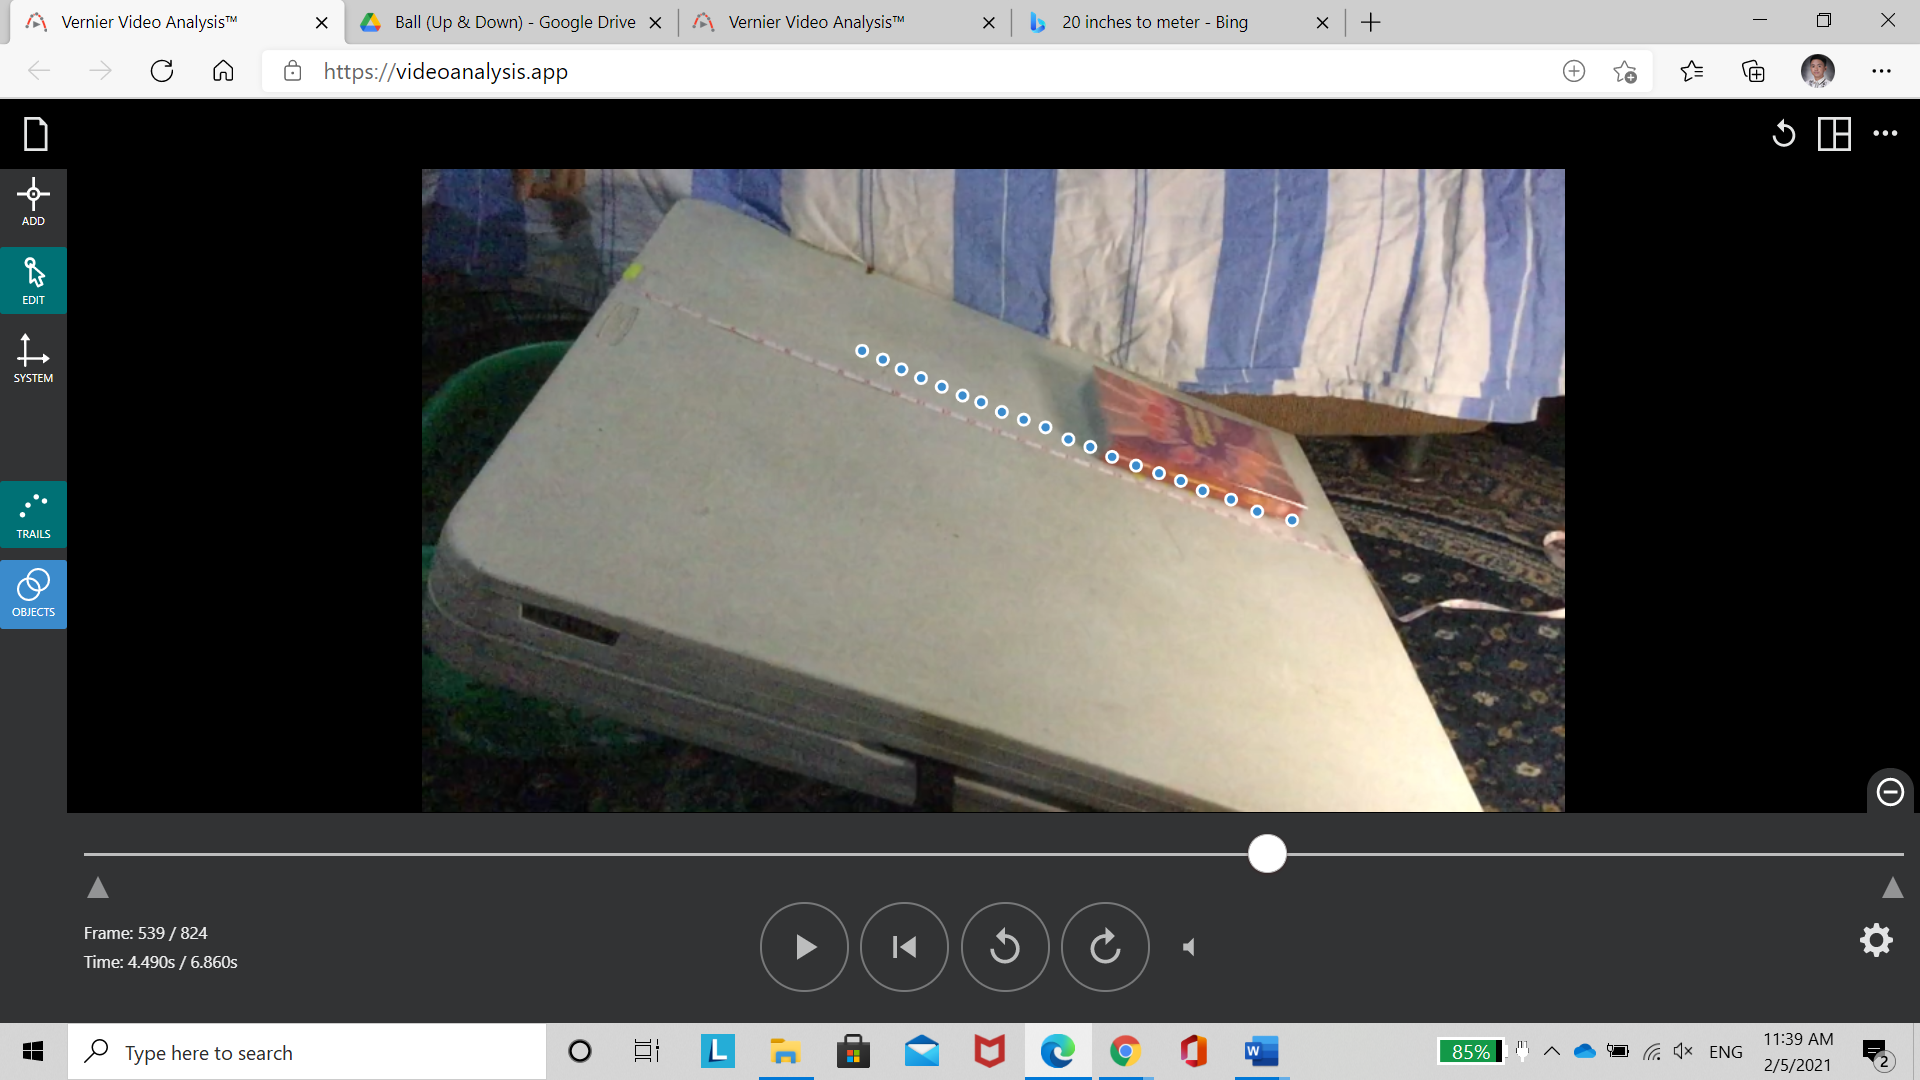 Vernier Video Analysis™
Ball (Up & Down) - Google Drive
Vernier Video Analysis™
20 inches to meter - Bing
https://videoanalysis.app
ADD
EDIT
SYSTEM
TRAILS
OBJECTS
Frame: 539 / 824
Time: 4.490s / 6.860s
Type here to search
L
W
85%
ENG
11:39 AM
2/5/2021
2